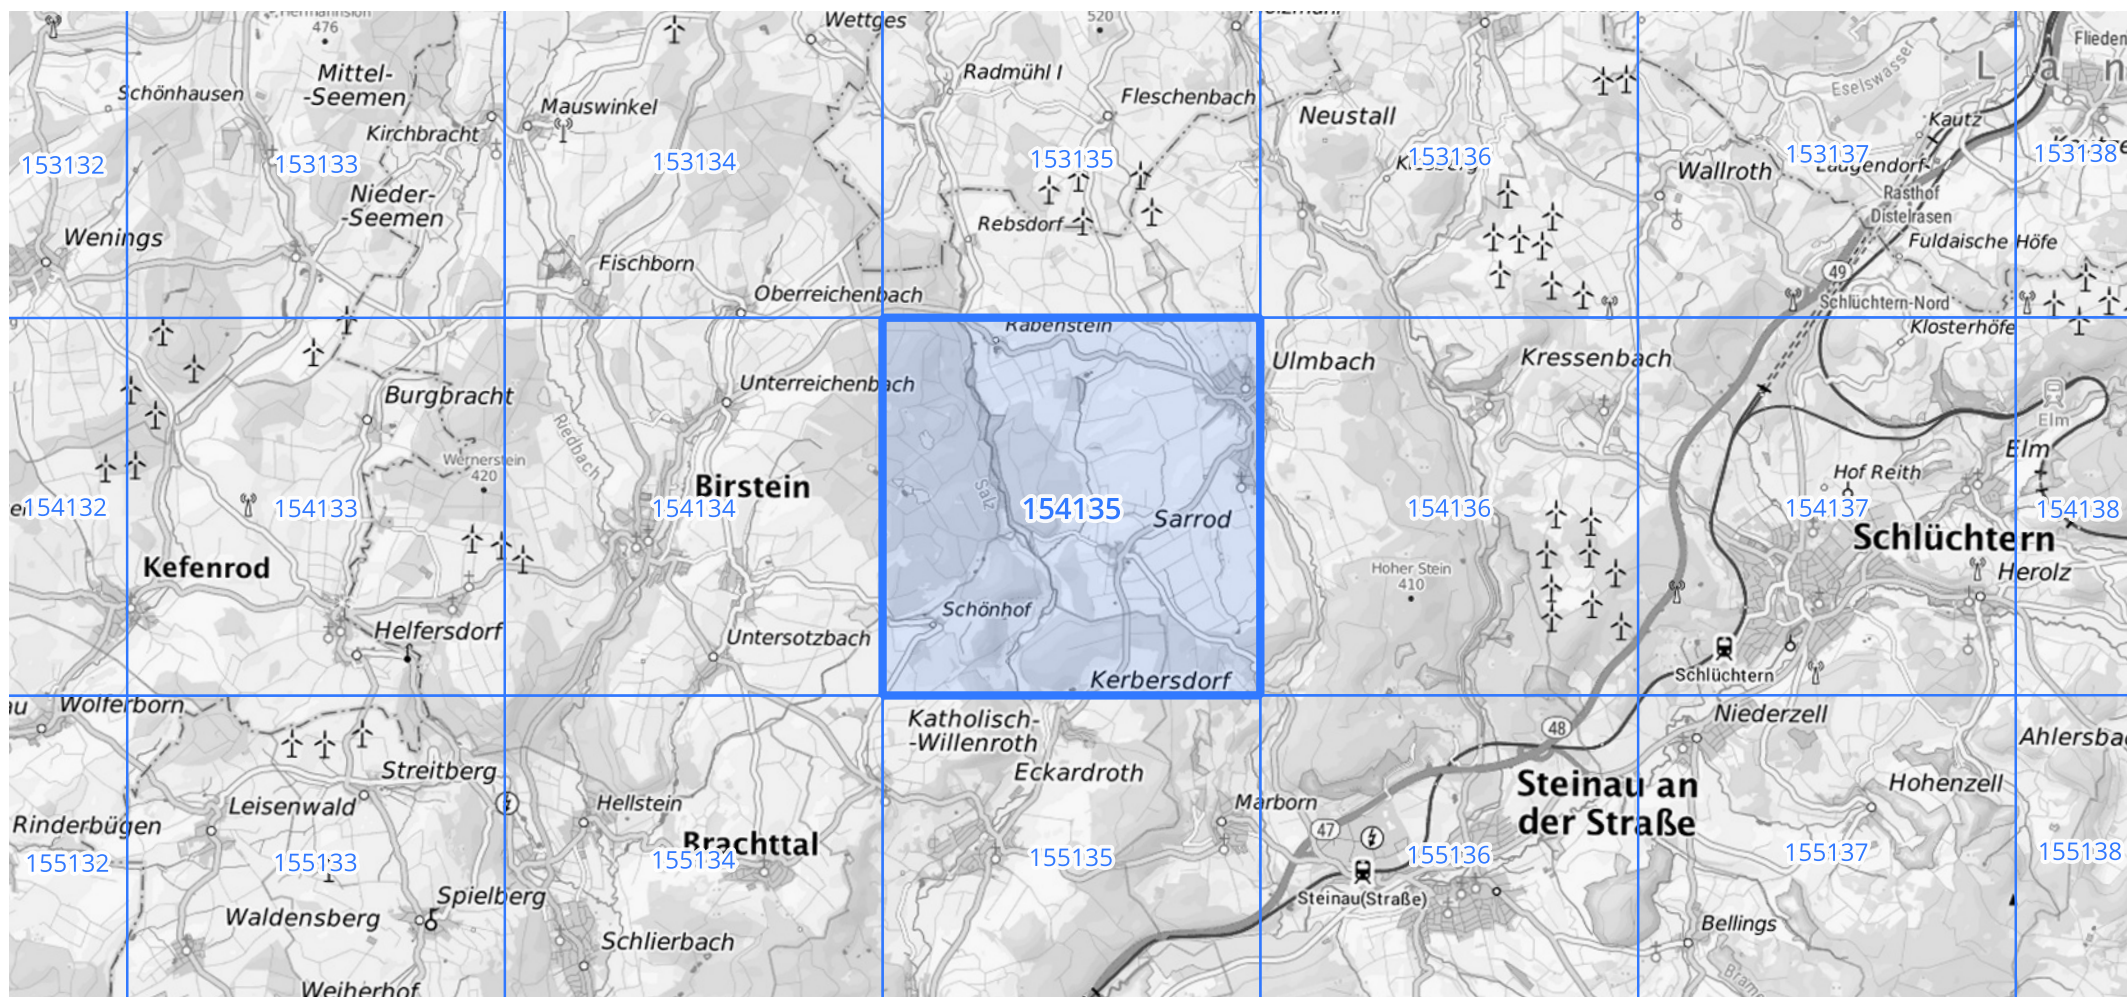 Hermannsion
476
Wettges
520
Flieden
Mittel-
-Seemen
Radmühl I
Eselswasser
L a n
Schönhausen
Mauswinkel
Fleschenbach
Neustall
Kirchbracht
Kautz
153132
153133
153134
153135
153136
153137
153138
Wallroth
Laugendorf
Nieder-
-Seemen
Rasthof
Distelrasen
Rebsdorf
Wenings
Fischborn
Fuldaische Höfe
49
Oberreichenbach
Schlüchtern-Nord
Rabenstein
Klosterhöfe
Ulmbach
Kressenbach
Unterreichenbach
Burgbracht
Elm
Riedbach
Wernerstein
420
Elm
Hof Reith
Birstein
Salz
154132
154133
154134
154135
154136
154137
154138
Sarrod
Schlüchtern
Kefenrod
Hoher Stein
410
Herolz
Schönhof
Helfersdorf
Untersotzbach
Schlüchtern
Kerbersdorf
Wolferborn
Katholisch-
-Willenroth
48
Niederzell
Ahlersba
Streitberg
Eckardroth
Steinau an
der Straße
Hohenzell
Leisenwald
Hellstein
Marborn
Rinderbügen
Brachttal
47
155132
155133
155134
155135
155136
155137
155138
Spielberg
Steinau(Straße)
Waldensberg
Schlierbach
Bellings
Weiherhof